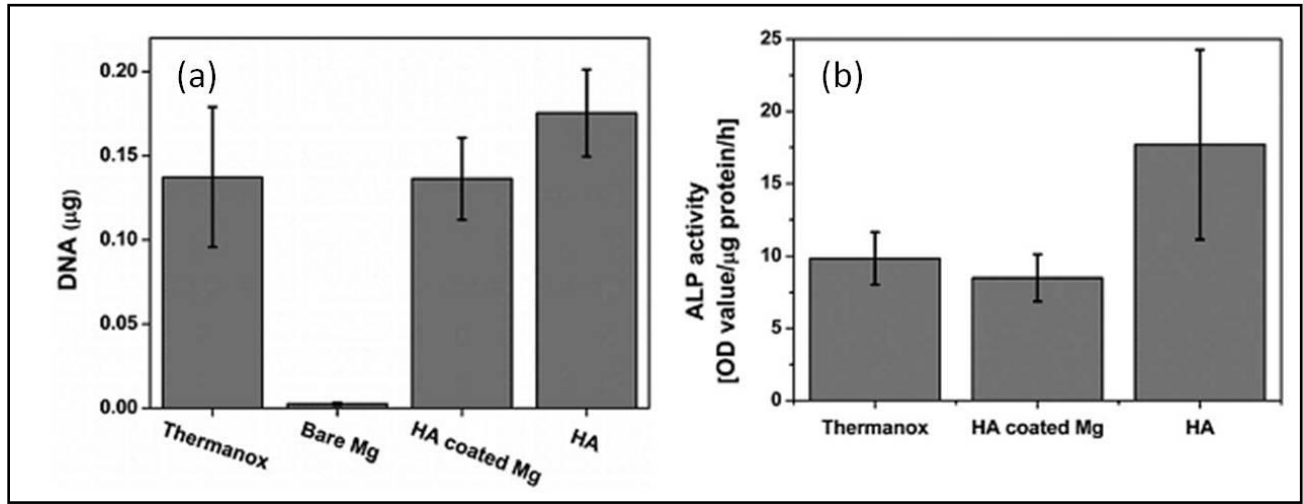 (a)
DNA (μg)
0.20
0.15
0.10
0.05
0.00
Thermanox
Bare Mg
HA coated Mg
HA
(b)
ALP activity
[OD value/μg protein/h]
25
20
15
10
5
0
Thermanox
HA coated Mg
HA